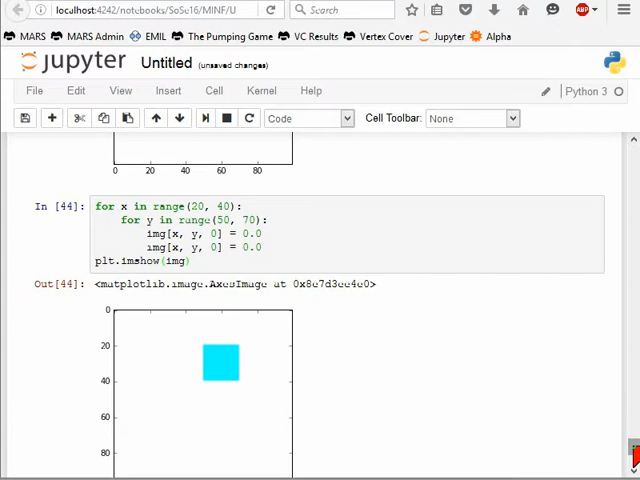 localhost:4242/notebooks/SoSe16/MINF/U
Search
ABP
MARS
MARS Admin
EMIL
The Travelling Game
VC Results
Vertex Cover
Jupyter
Alpha
jupyter Untitled (unsaved changes)
File Edit View Insert Cell Kernel Help
Python 3
Code
Cell Toolbar: None
0 20 40 60 80
In [44]: for x in range(20, 40):
for y in range(50, 70):
img[x, y, 0] = 0.0
img[x, y, 0] = 0.0
plt.imshow(img)
Out[44]: <matplotlib.image.AxesImage at
0
20
40
60
80